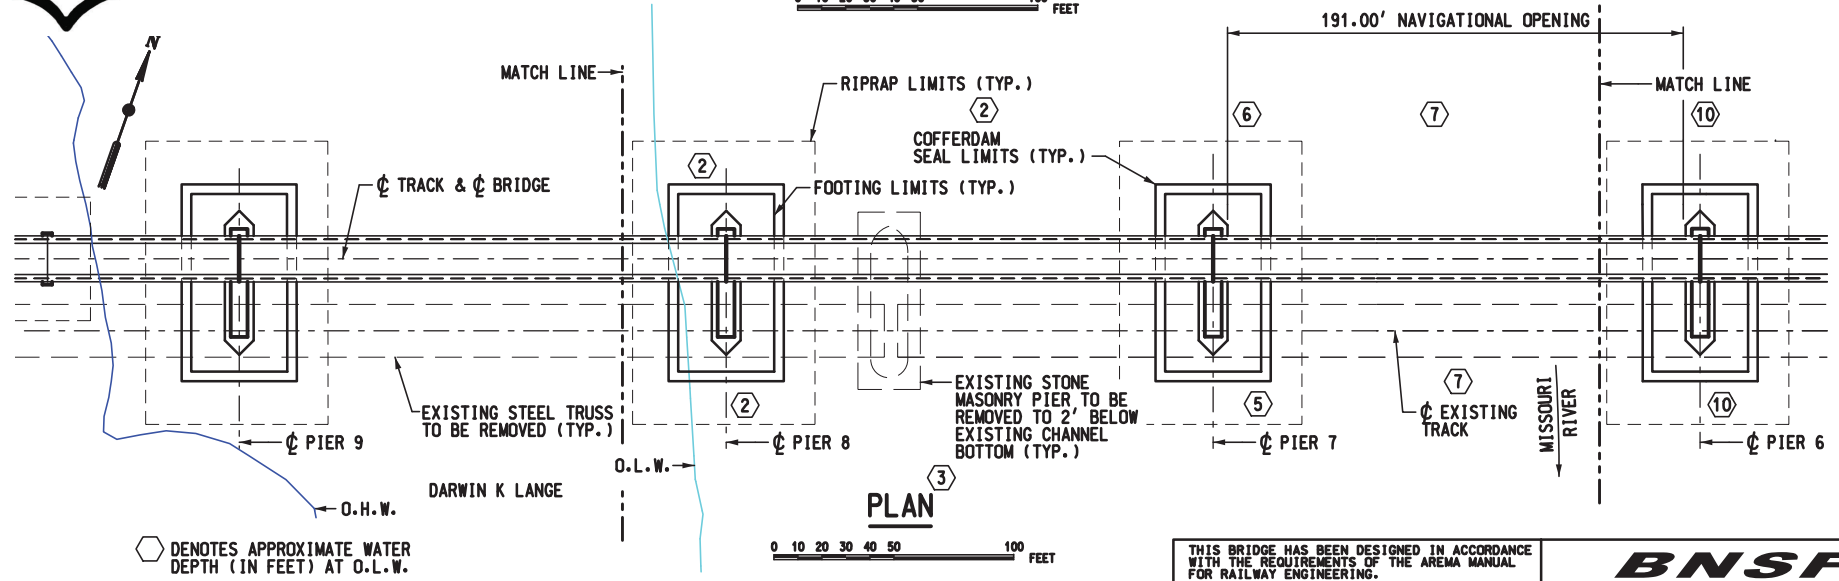 FEET
191.00' NAVIGATIONAL OPENING
N
MATCH LINE
RIPRAP LIMITS (TYP.)
MATCH LINE
2
6
7
10
COFFERDAM
SEAL LIMITS (TYP.)
2
℄ TRACK & ℄ BRIDGE
FOOTING LIMITS (TYP.)
EXISTING STEEL TRUSS
TO BE REMOVED (TYP.)
2
EXISTING STONE
MASONRY PIER TO BE
REMOVED TO 2' BELOW
EXISTING CHANNEL
BOTTOM (TYP.)
5
7
℄ EXISTING
TRACK
MISSOURI
RIVER
10
℄ PIER 9
℄ PIER 8
℄ PIER 7
℄ PIER 6
O.L.W.
DARWIN K LANGE
3
PLAN
O.H.W.
DENOTES APPROXIMATE WATER
DEPTH (IN FEET) AT O.L.W.
0 10 20 30 40 50 100
FEET
THIS BRIDGE HAS BEEN DESIGNED IN ACCORDANCE
WITH THE REQUIREMENTS OF THE AREMA MANUAL
FOR RAILWAY ENGINEERING.
BNSF